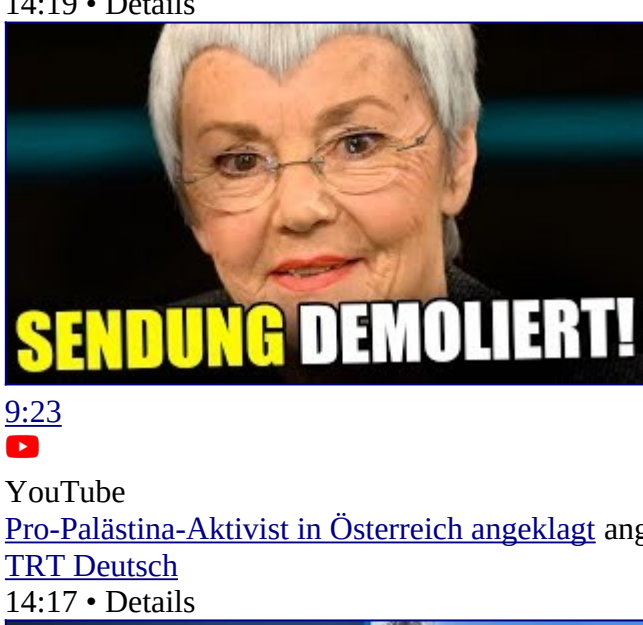 14:19 • Details
SENDUNG DEMOLIERT!
9:23
YouTube
Pro-Palästina-Aktivist in Österreich angeklagt ang
TRT Deutsch
14:17 • Details